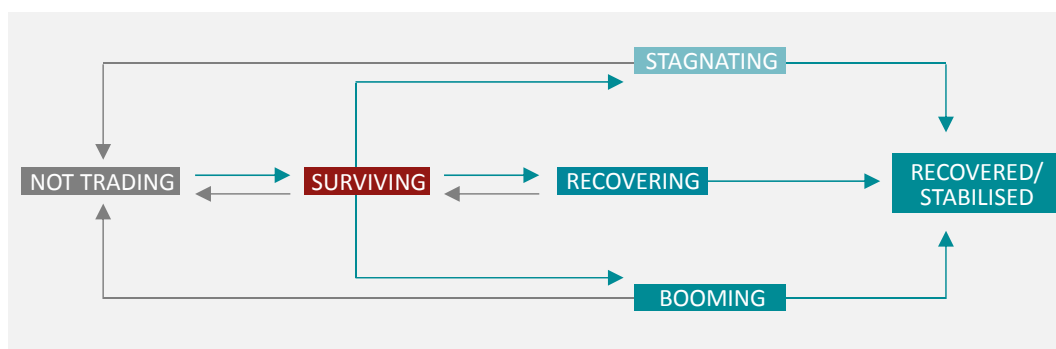 STAGNATING
NOT TRADING
SURVIVING
RECOVERING
RECOVERED/
STABILISED
BOOMING